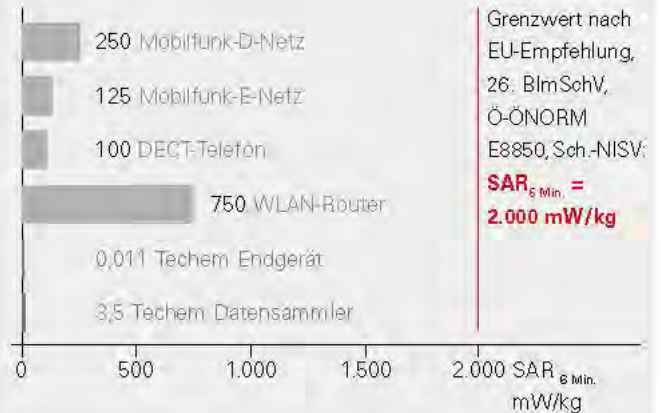 250 Mobilfunk-D-Netz
125 Mobilfunk-E-Netz
100 DECT-Telefon
750 WLAN-Router
0,011 Techem Endgerät
3,5 Techem Datensammler
Grenzwert nach
EU-Empfehlung,
26. BImSchV,
Ö-ÖNORM
E8850, Sch.-NISV:
SAR6 Min. =
2.000 mW/kg
0 500 1.000 1.500 2.000 SAR 6 Min.
mW/kg